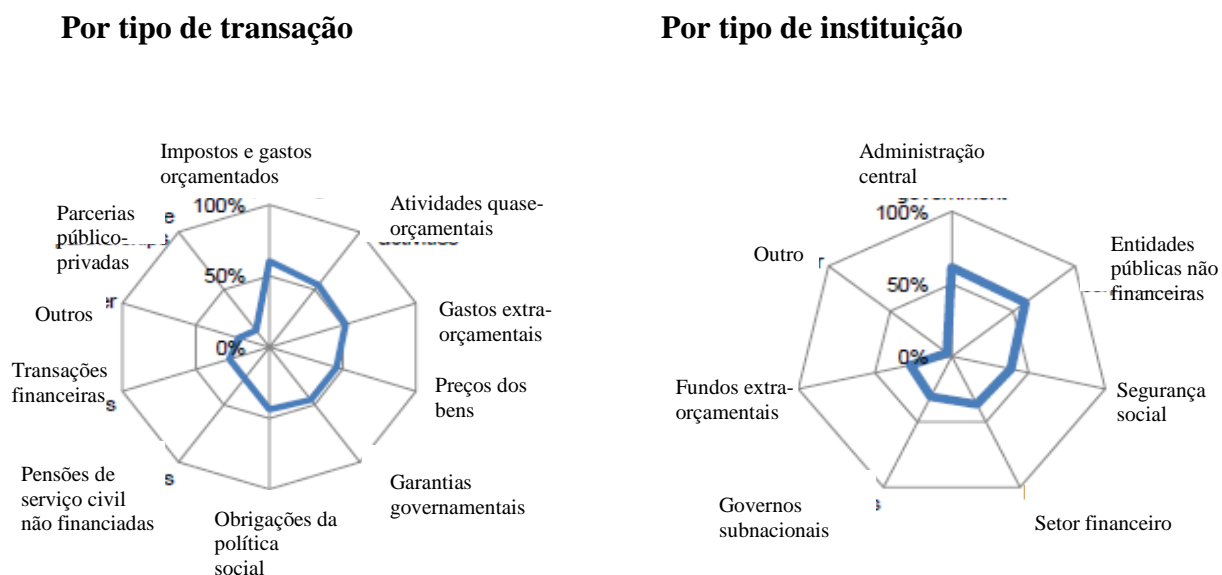 Por tipo de transação
Impostos e gastos
orçamentados
100%
50%
0%
Atividades quase-
orçamentais
Gastos extra-
orçamentais
Preços dos
bens
Garantias
governamentais
Obrigações da
política
social
Pensões de
serviço civil
não financiadas
Transações
financeiras
Outros
Parcerias
público-
privadas
Por tipo de instituição
Administração
central
100%
50%
0%
Entidades
públicas não
financeiras
Segurança
social
Setor financeiro
Governos
subnacionais
Fundos extra-
orçamentais
Outro